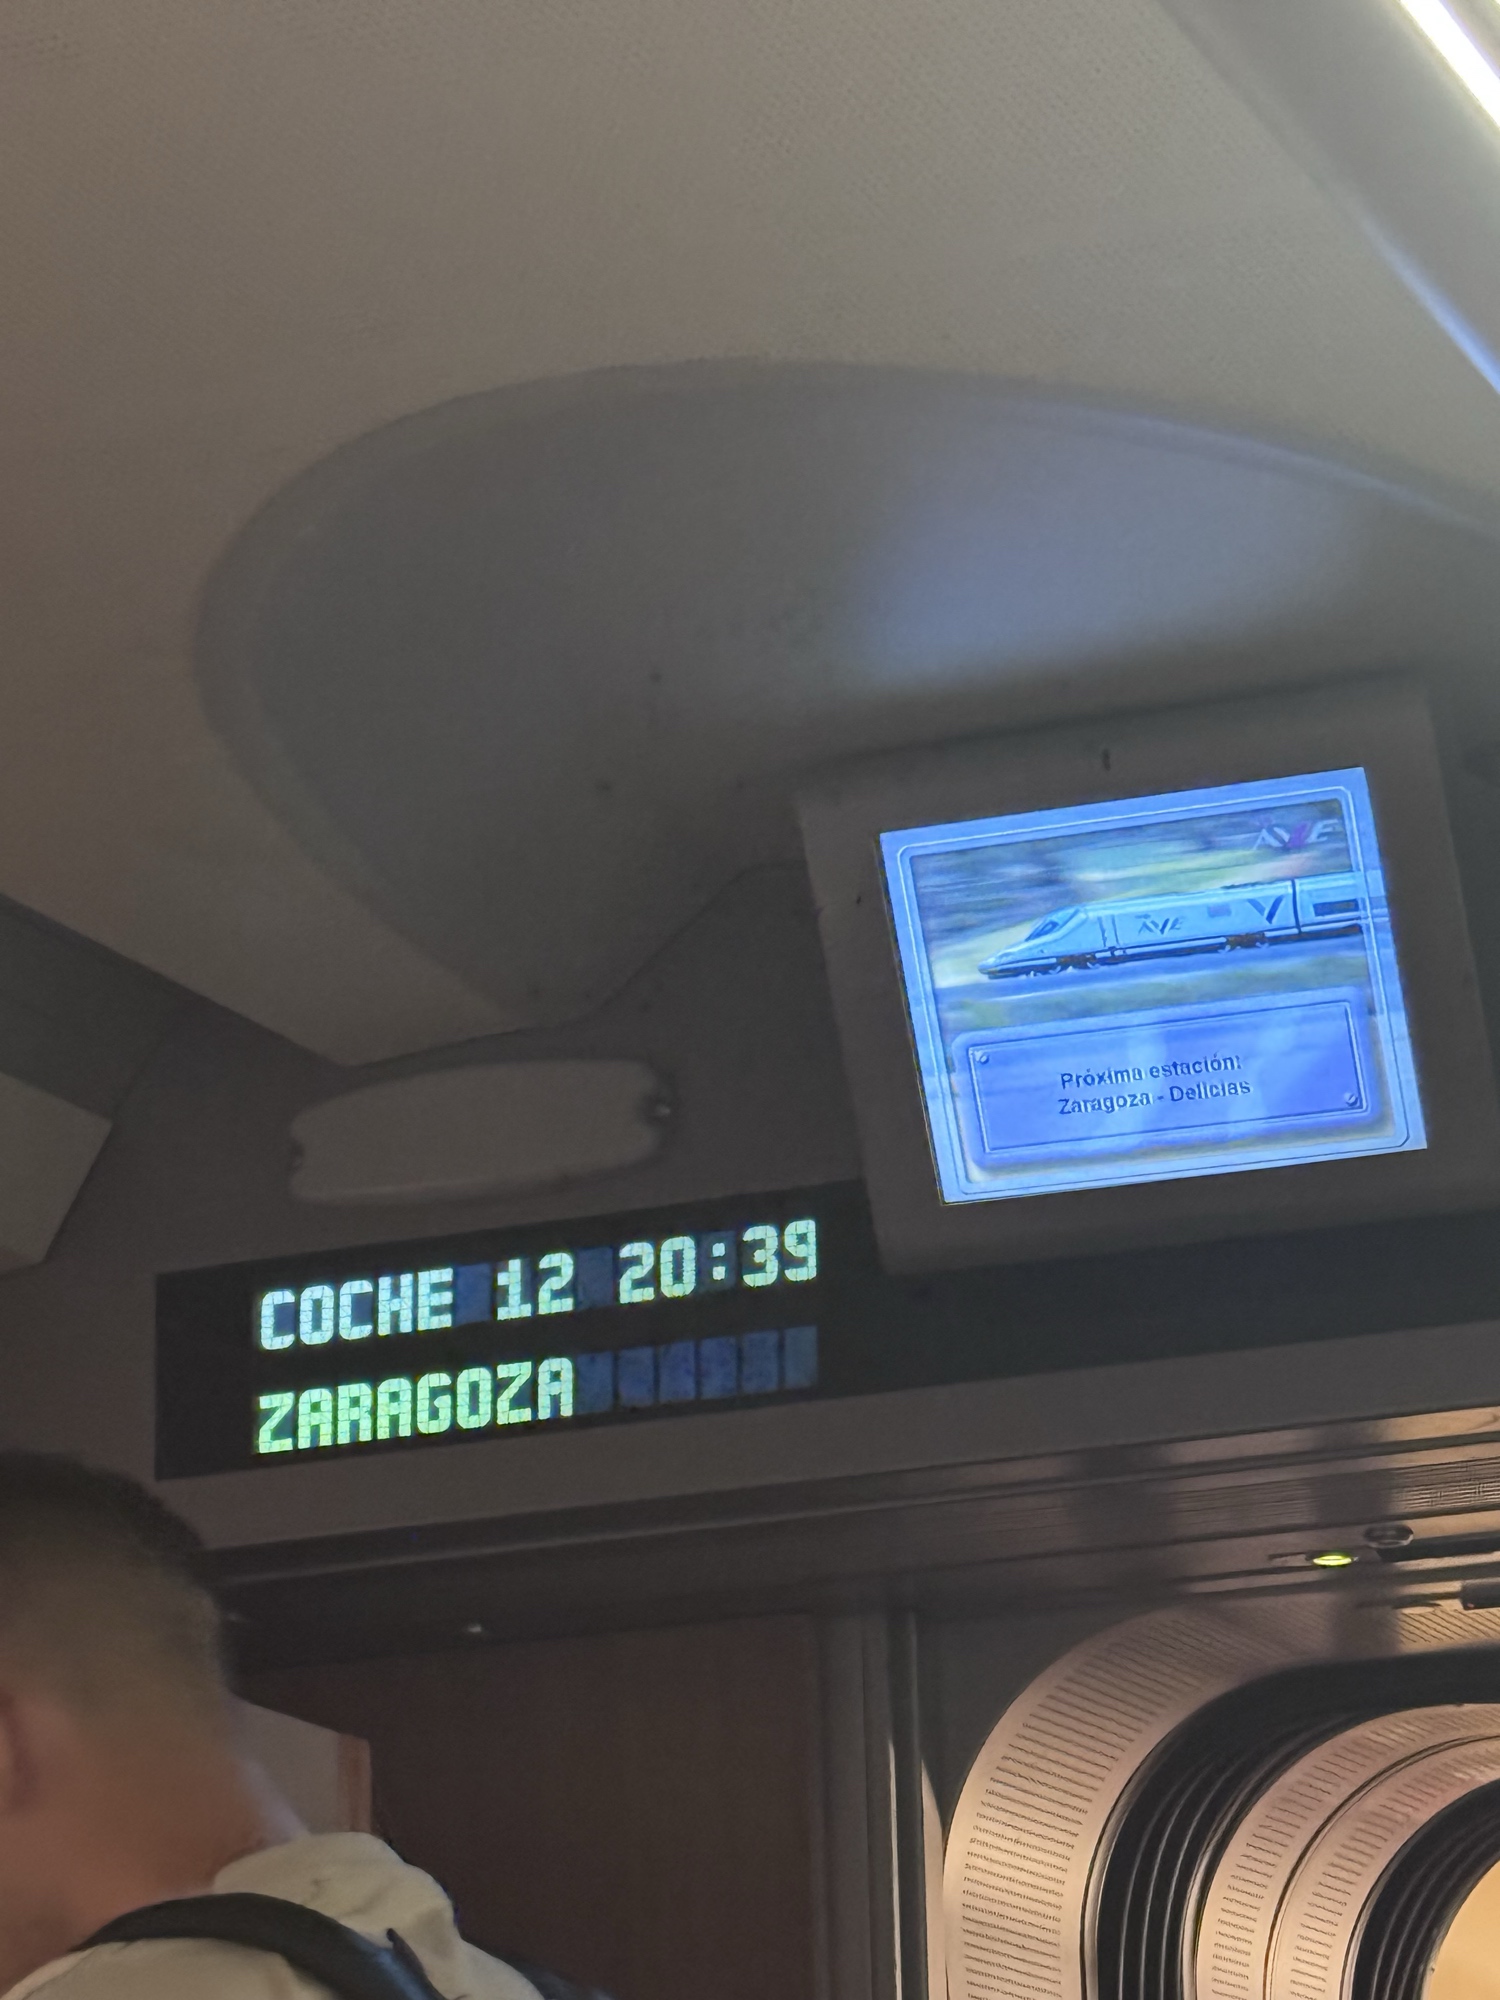 AVE
AVE
Próxima estación:
Zaragoza - Delicias
COCHE 12 20:39
ZARAGOZA